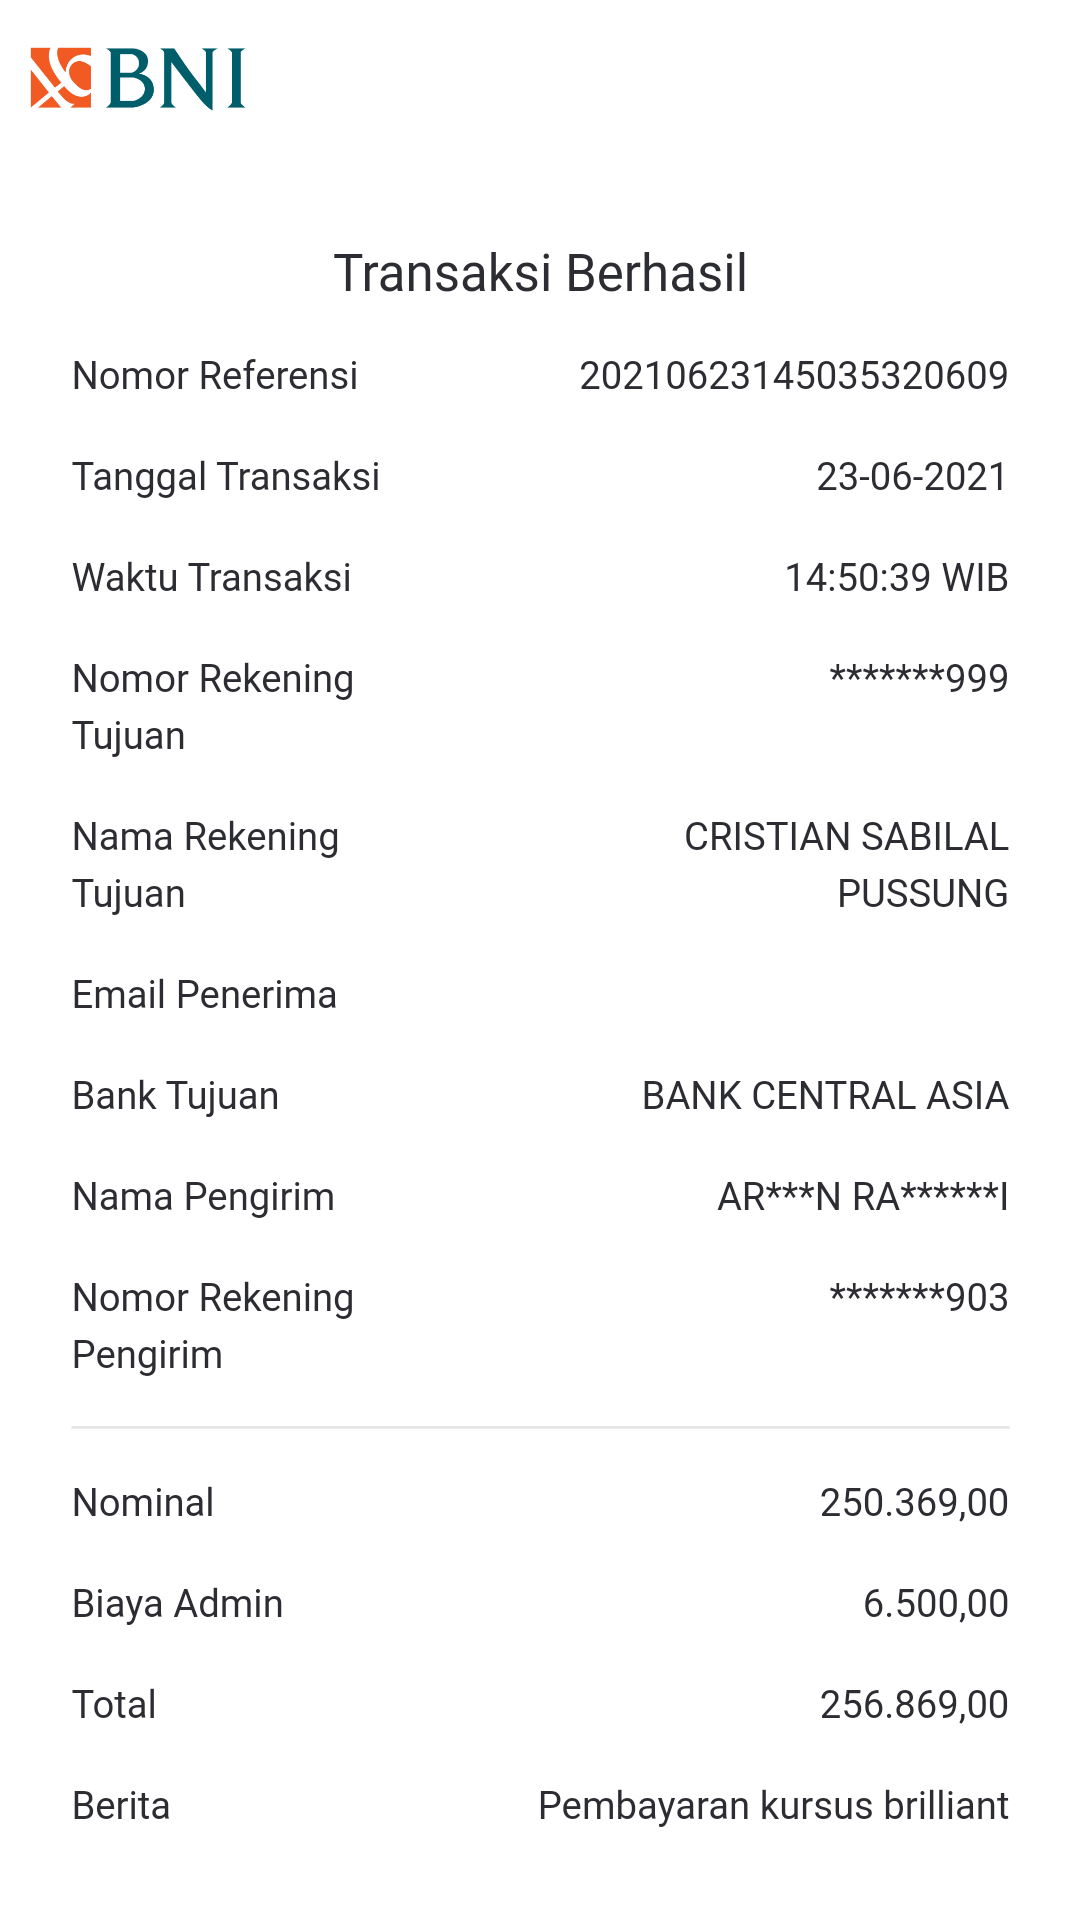 BNI
Transaksi Berhasil
Nomor Referensi 20210623145035320609
Tanggal Transaksi 23-06-2021
Waktu Transaksi 14:50:39 WIB
Nomor Rekening *******999
Tujuan
Nama Rekening CRISTIAN SABILAL
Tujuan PUSSUNG
Email Penerima
Bank Tujuan BANK CENTRAL ASIA
Nama Pengirim AR***N RA******I
Nomor Rekening *******903
Pengirim
Nominal 250.369,00
Biaya Admin 6.500,00
Total 256.869,00
Berita Pembayaran kursus brilliant